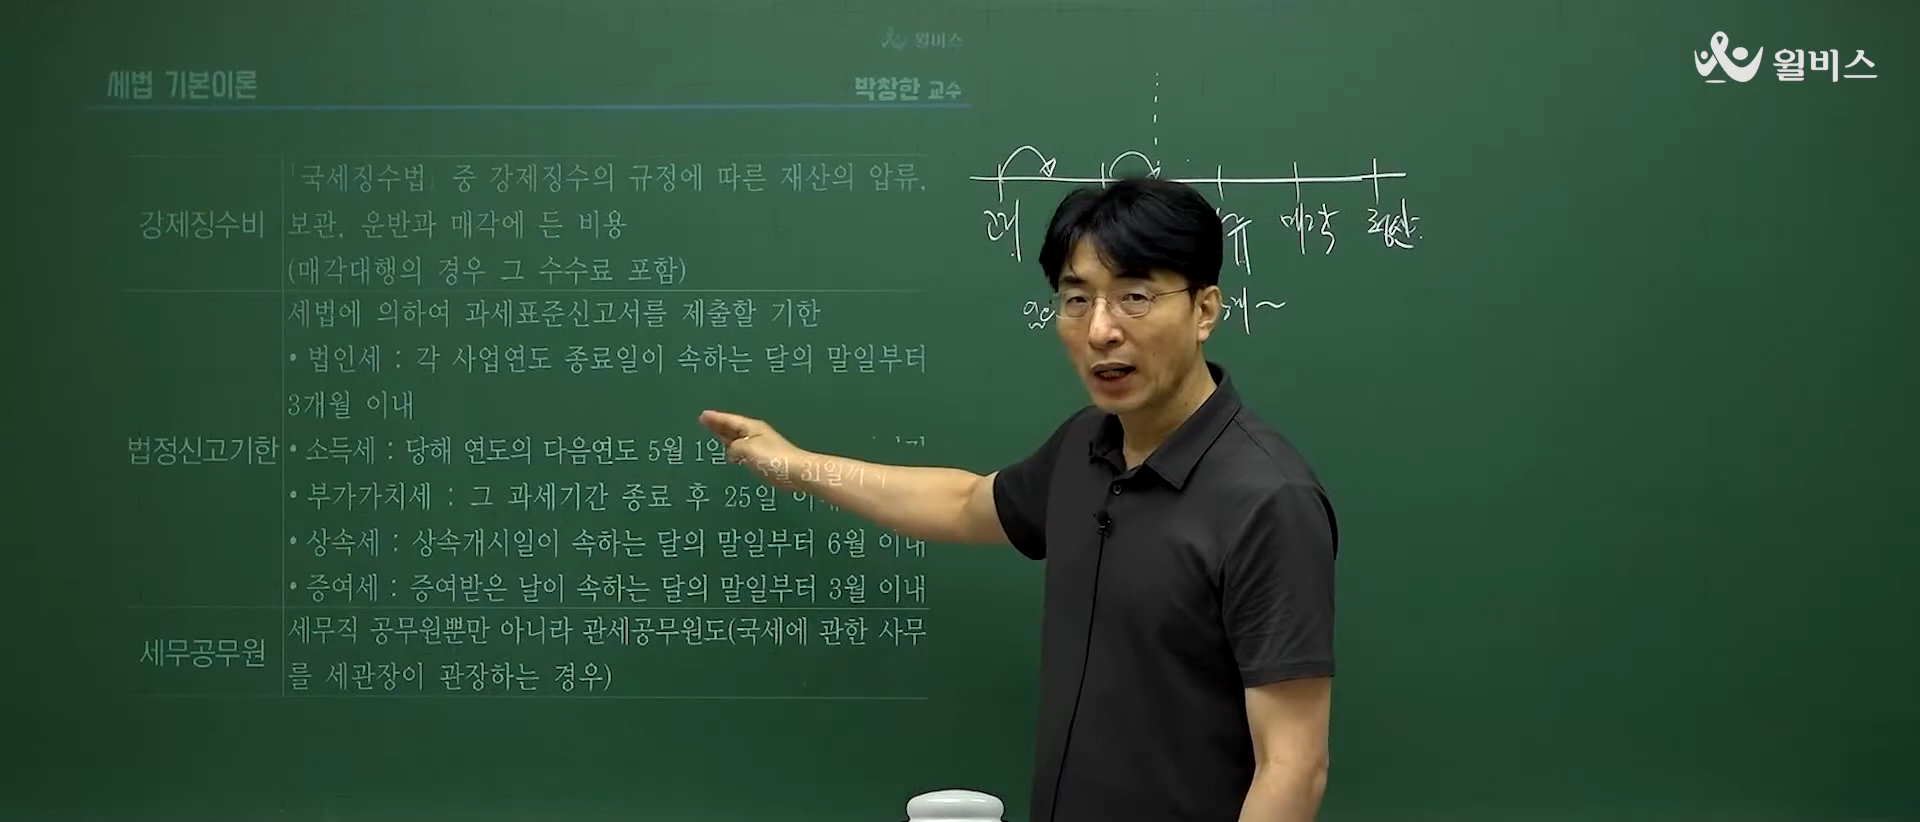 윌비스
윌비스
세법 기본이론
박창한 교수
강제징수비
「국세징수법」 중 강제징수의 규정에 따른 재산의 압류,
보관, 운반과 매각에 든 비용
(매각대행의 경우 그 수수료 포함)
법정신고기한
세법에 의하여 과세표준신고서를 제출할 기한
• 법인세 : 각 사업연도 종료일이 속하는 달의 말일부터
3개월 이내
• 소득세 : 당해 연도의 다음연도 5월 1일
5월 31일까지
• 부가가치세 : 그 과세기간 종료 후 25일 이내
• 상속세 : 상속개시일이 속하는 달의 말일부터 6월 이내
• 증여세 : 증여받은 날이 속하는 달의 말일부터 3월 이내
세무공무원
세무직 공무원뿐만 아니라 관세공무원도(국세에 관한 사무
를 세관장이 관장하는 경우)
류 매각 청산